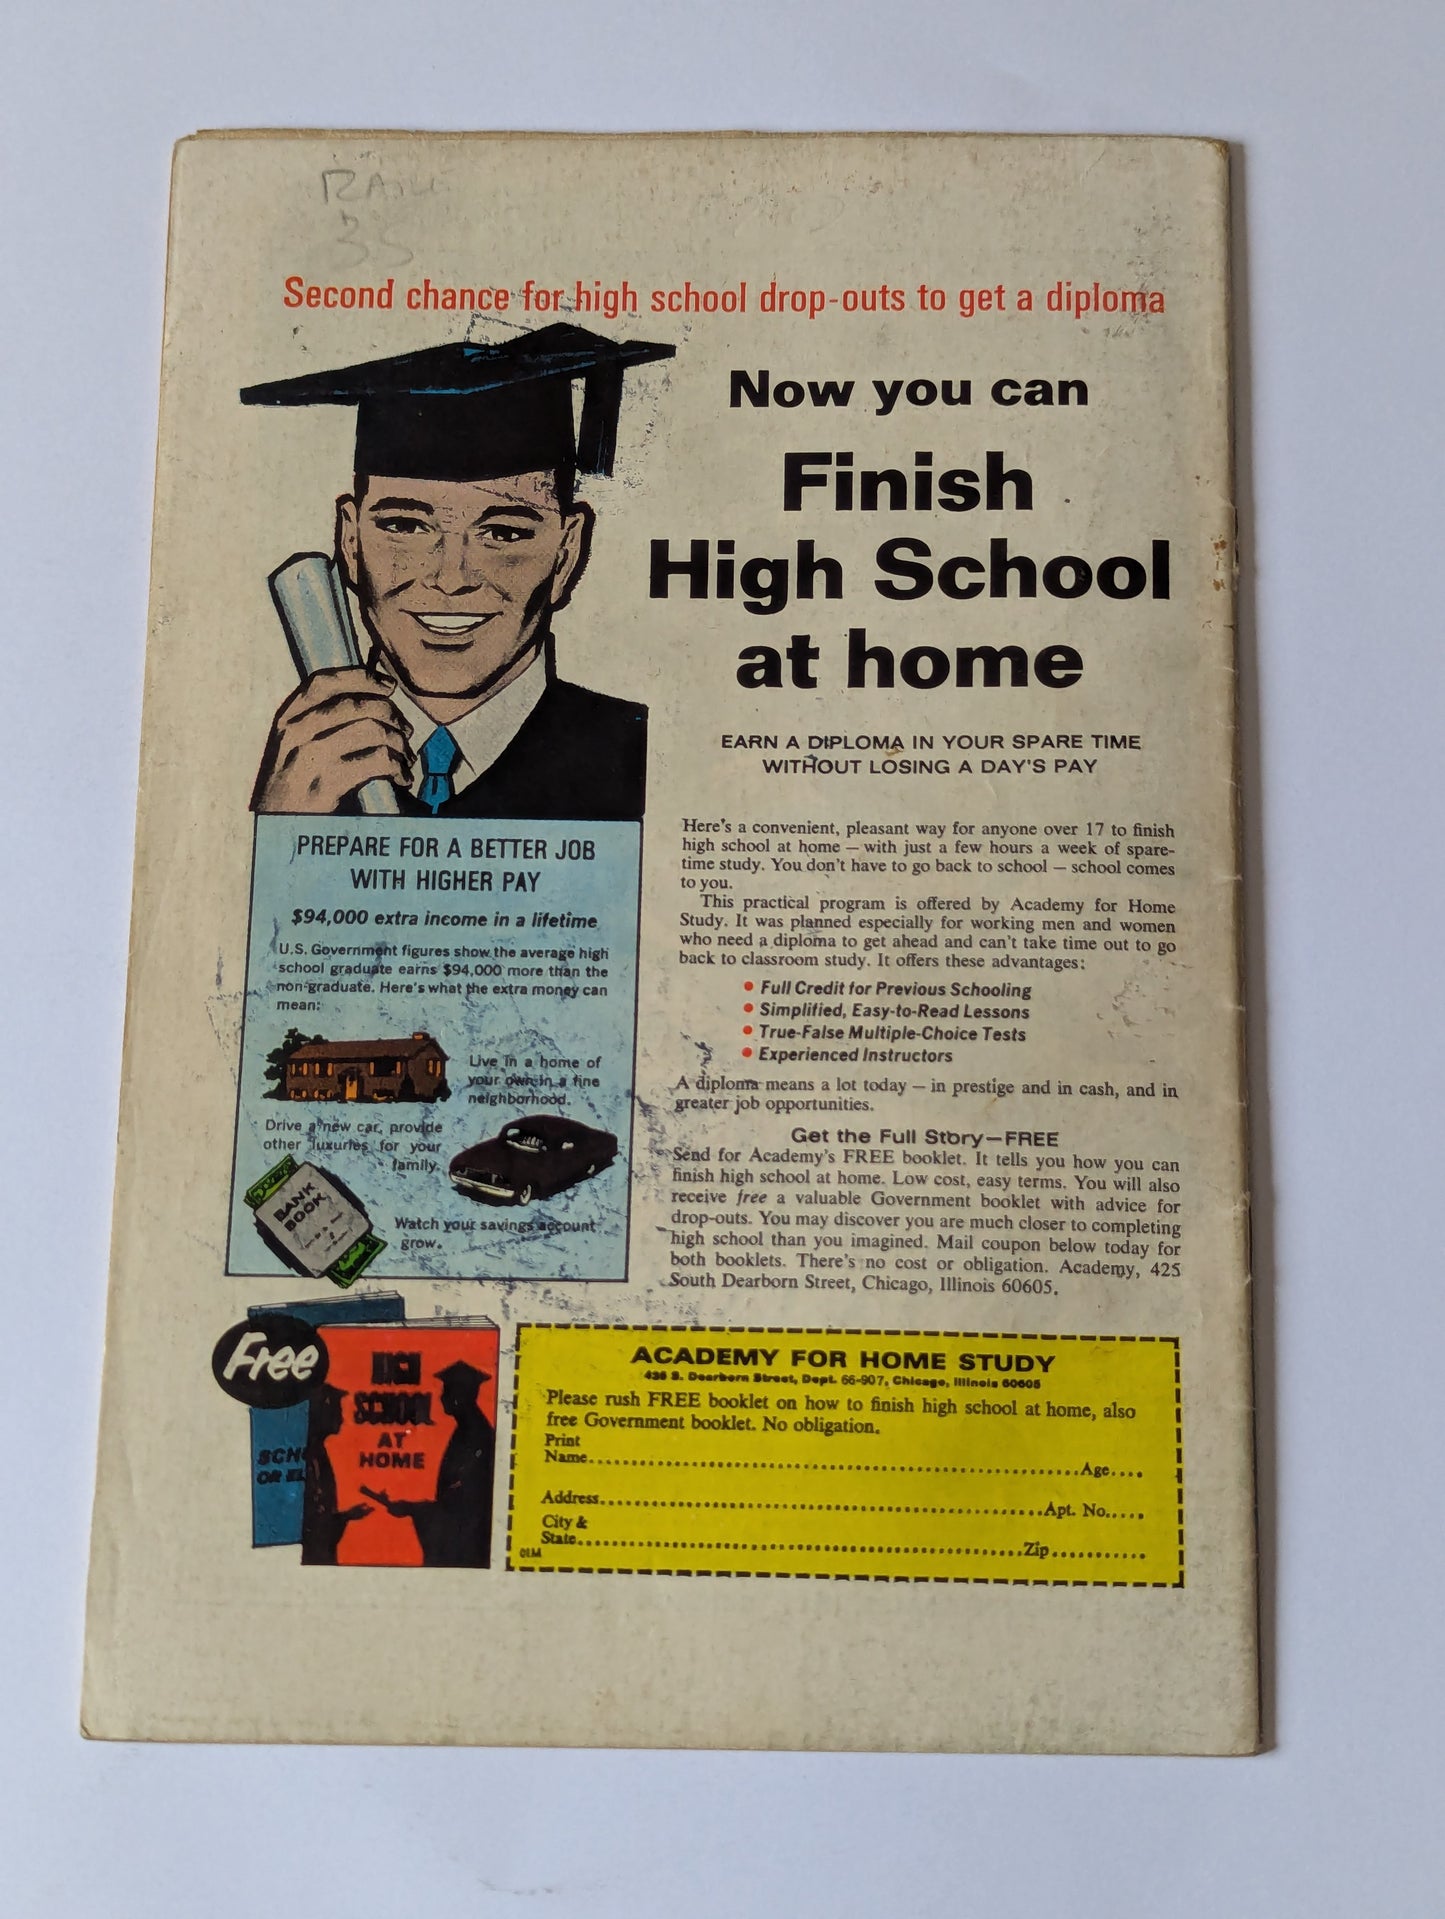 35
Second chance for high school drop-outs to get a diploma
Now you can
Finish
High School
at home
EARN A DIPLOMA IN YOUR SPARE TIME
WITHOUT LOSING A DAY'S PAY
PREPARE FOR A BETTER JOB
WITH HIGHER PAY
$94,000 extra income in a lifetime
U.S. Government figures show the average high
school graduate earns $94,000 more than the
non-graduate. Here's what the extra money can
mean:
Live in a home of
your own in a fine
neighborhood.
Drive a new car, provide
other luxuries for your
family.
BANK
BOOK
Watch your savings account
grow.
Here's a convenient, pleasant way for anyone over 17 to finish
high school at home — with just a few hours a week of spare-
time study. You don't have to go back to school — school comes
to you.
This practical program is offered by Academy for Home
Study. It was planned especially for working men and women
who need a diploma to get ahead and can't take time out to go
back to classroom study. It offers these advantages:
• Full Credit for Previous Schooling
• Simplified, Easy-to-Read Lessons
• True-False Multiple-Choice Tests
• Experienced Instructors
A diploma means a lot today — in prestige and in cash, and in
greater job opportunities.
Get the Full Story—FREE
Send for Academy's FREE booklet. It tells you how you can
finish high school at home. Low cost, easy terms. You will also
receive free a valuable Government booklet with advice for
drop-outs. You may discover you are much closer to completing
high school than you imagined. Mail coupon below today for
both booklets. There's no cost or obligation. Academy, 425
South Dearborn Street, Chicago, Illinois 60605.
Free
HIGH
SCHOOL
AT
HOME
SCH
OR EL
ACADEMY FOR HOME STUDY
S. Dearborn Street, Dept. 66-907, Chicago, Illinois 60605
Please rush FREE booklet on how to finish high school at home, also
free Government booklet. No obligation.
Print
Name..........Age....
Address..........Apt. No.....
City &
State..........Zip..........